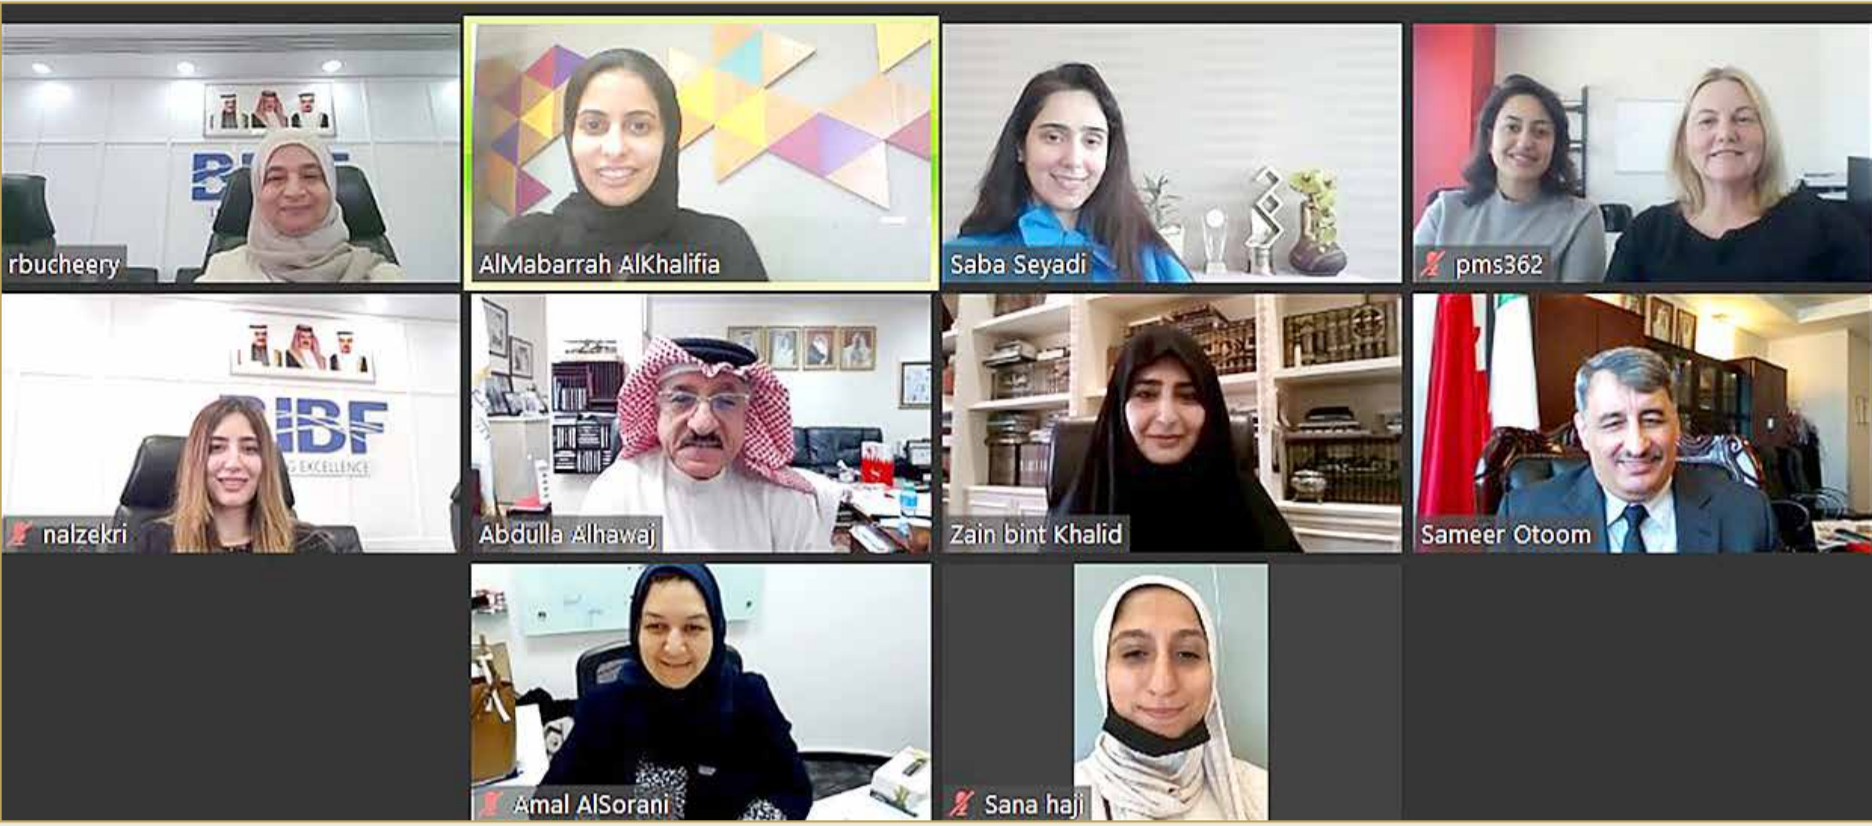 rbucheery
AlMabarrah AlKhalifia
Saba Seyadi
pms362
BIBF
EXCELLENCE
nalzekri
Abdulla Alhawaj
Zain bint Khalid
Sameer Otoom
Amal AlSorani
Sana haji